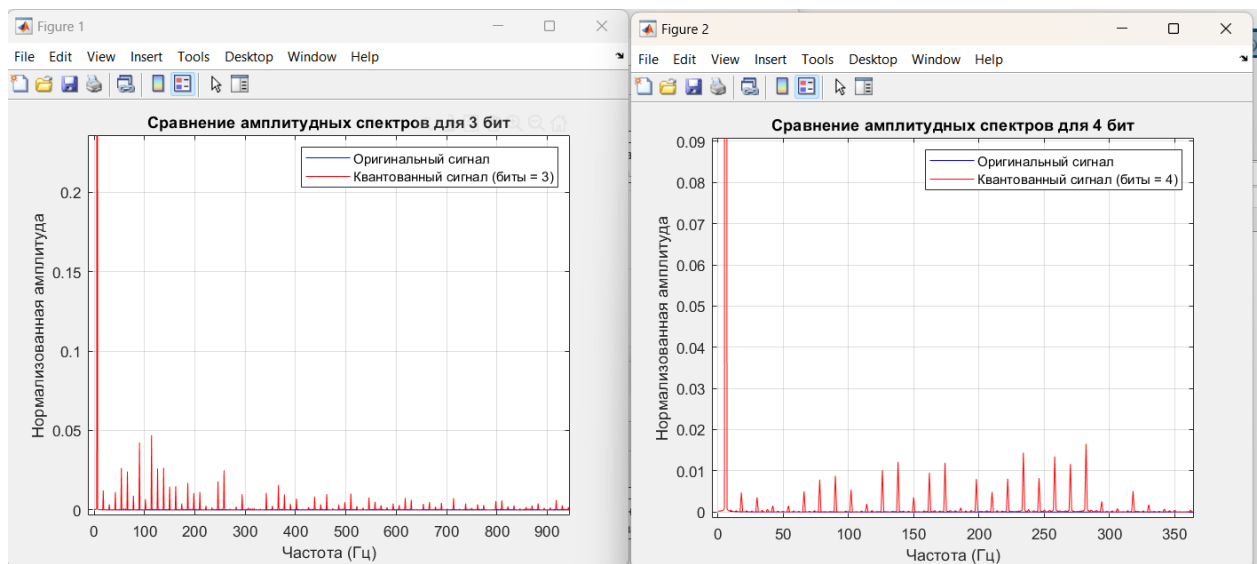 Figure 1
File Edit View Insert Tools Desktop Window Help
Сравнение амплитудных спектров для 3 бит
Оригинальный сигнал
Квантованный сигнал (биты = 3)
Нормализованная амплитуда
0.2
0.15
0.1
0.05
0
0 100 200 300 400 500 600 700 800 900
Частота (Гц)
Figure 2
File Edit View Insert Tools Desktop Window Help
Сравнение амплитудных спектров для 4 бит
Оригинальный сигнал
Квантованный сигнал (биты = 4)
Нормализованная амплитуда
0.09
0.08
0.07
0.06
0.05
0.04
0.03
0.02
0.01
0
0 50 100 150 200 250 300 350
Частота (Гц)